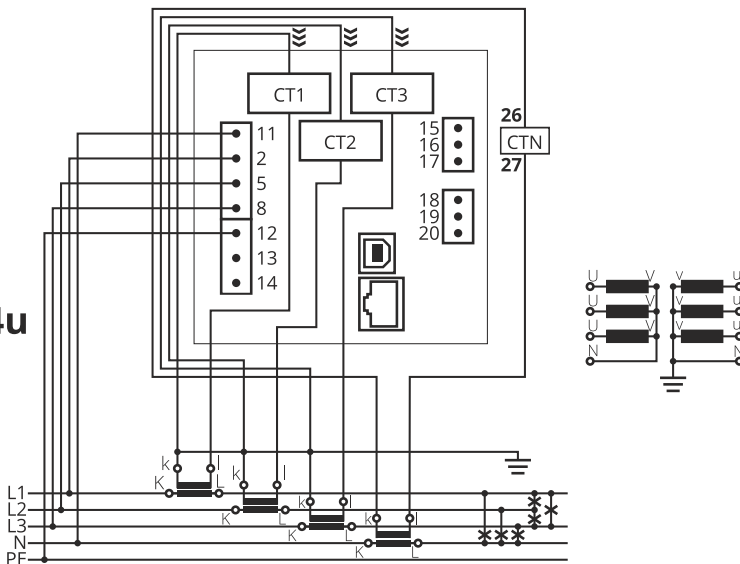 CT1
CT3
CT2
11
2
5
8
12
13
14
15
16
17
18
19
20
26
CTN
27
U V V u
U V V u
U V V u
N N
4u
k l
K L
k l
K L
k l
K L
k l
K L
L1
L2
L3
N
PE